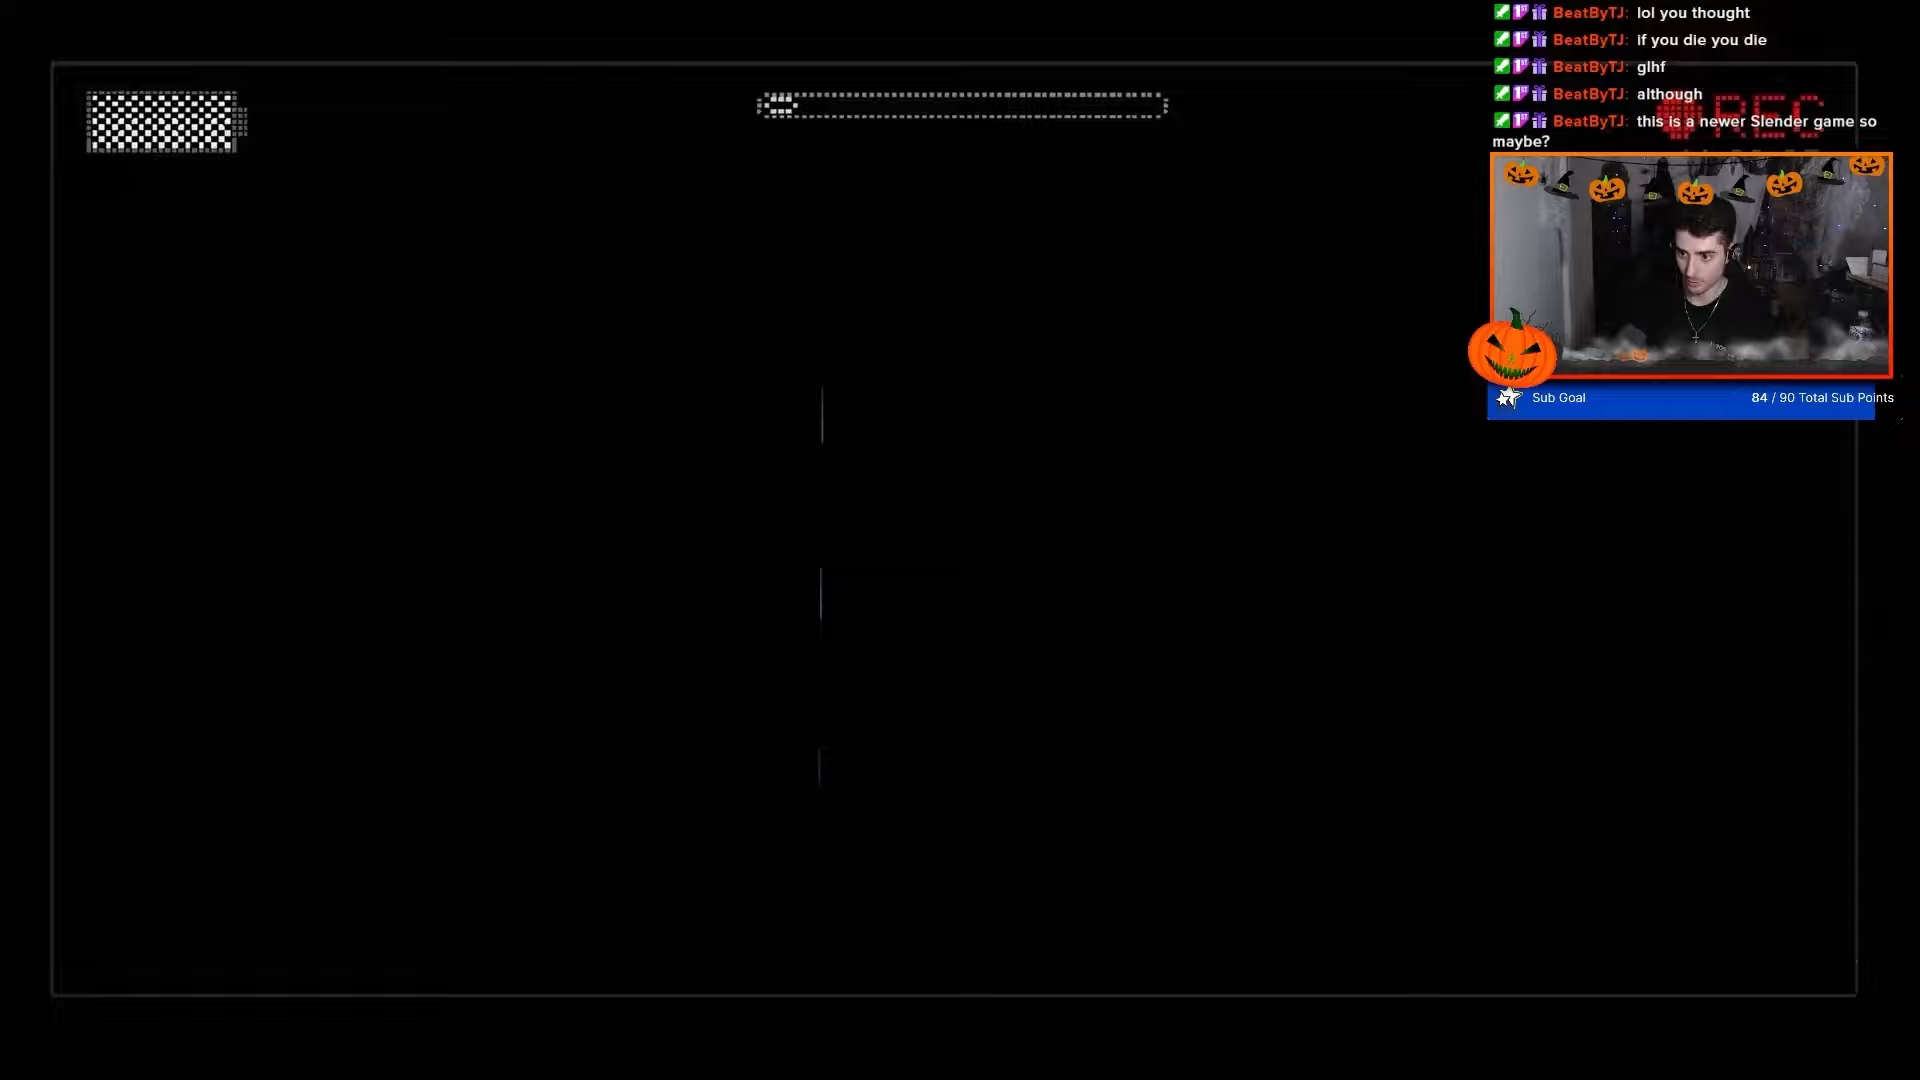 BeatByTJ: lol you thought
BeatByTJ: if you die you die
BeatByTJ: glhf
BeatByTJ: although
BeatByTJ: this is a newer Slender game so
maybe?
REC
Sub Goal 84 / 90 Total Sub Points